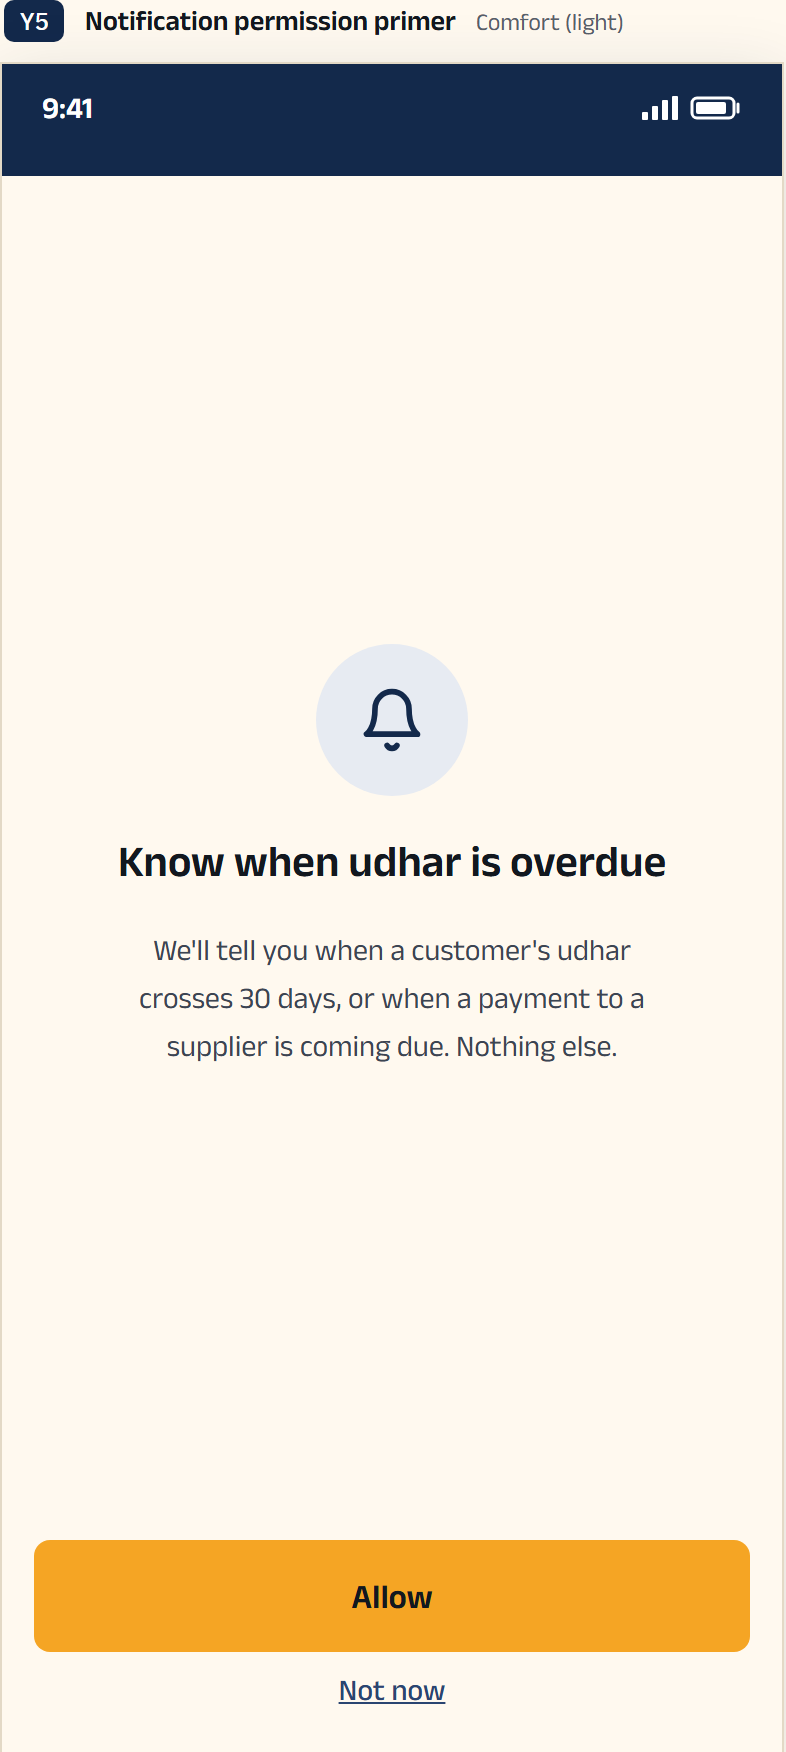 Y5 Notification permission primer Comfort (light)
9:41
Know when udhar is overdue
We'll tell you when a customer's udhar
crosses 30 days, or when a payment to a
supplier is coming due. Nothing else.
Allow
Not now